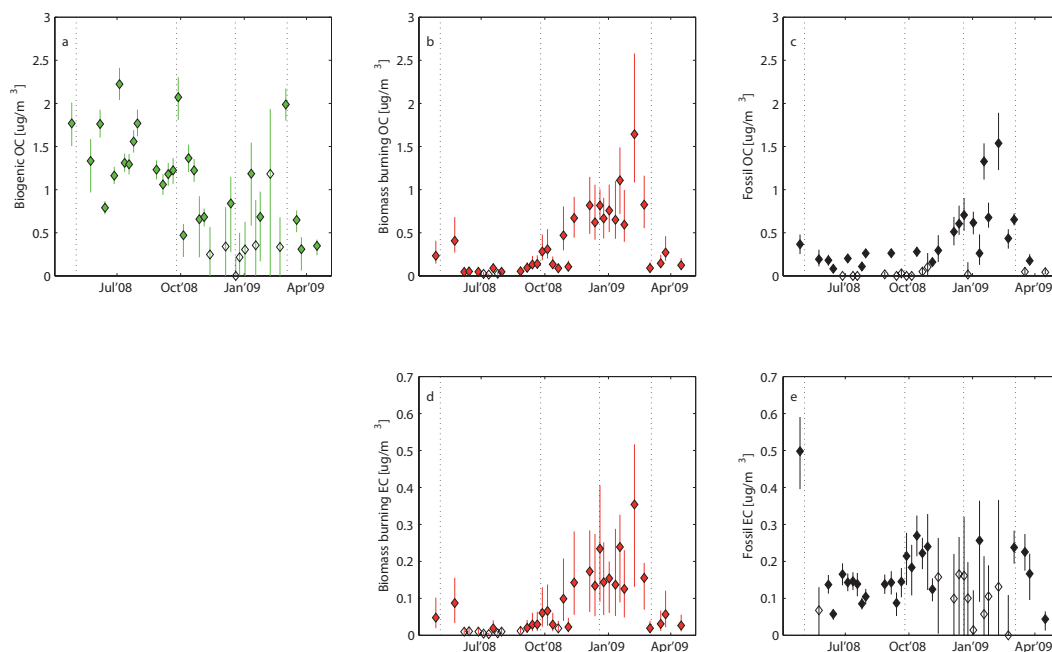 a
3
2.5
2
1.5
1
0.5
0
Biogenic OC [ug/m 3]
Jul'08 Oct'08 Jan'09 Apr'09
b
3
2.5
2
1.5
1
0.5
0
Biomass burning OC [ug/m 3]
Jul'08 Oct'08 Jan'09 Apr'09
c
3
2.5
2
1.5
1
0.5
0
Fossil OC [ug/m 3]
Jul'08 Oct'08 Jan'09 Apr'09
d
0.7
0.6
0.5
0.4
0.3
0.2
0.1
0
Biomass burning EC [ug/m 3]
Jul'08 Oct'08 Jan'09 Apr'09
e
0.7
0.6
0.5
0.4
0.3
0.2
0.1
0
Fossil EC [ug/m 3]
Jul'08 Oct'08 Jan'09 Apr'09